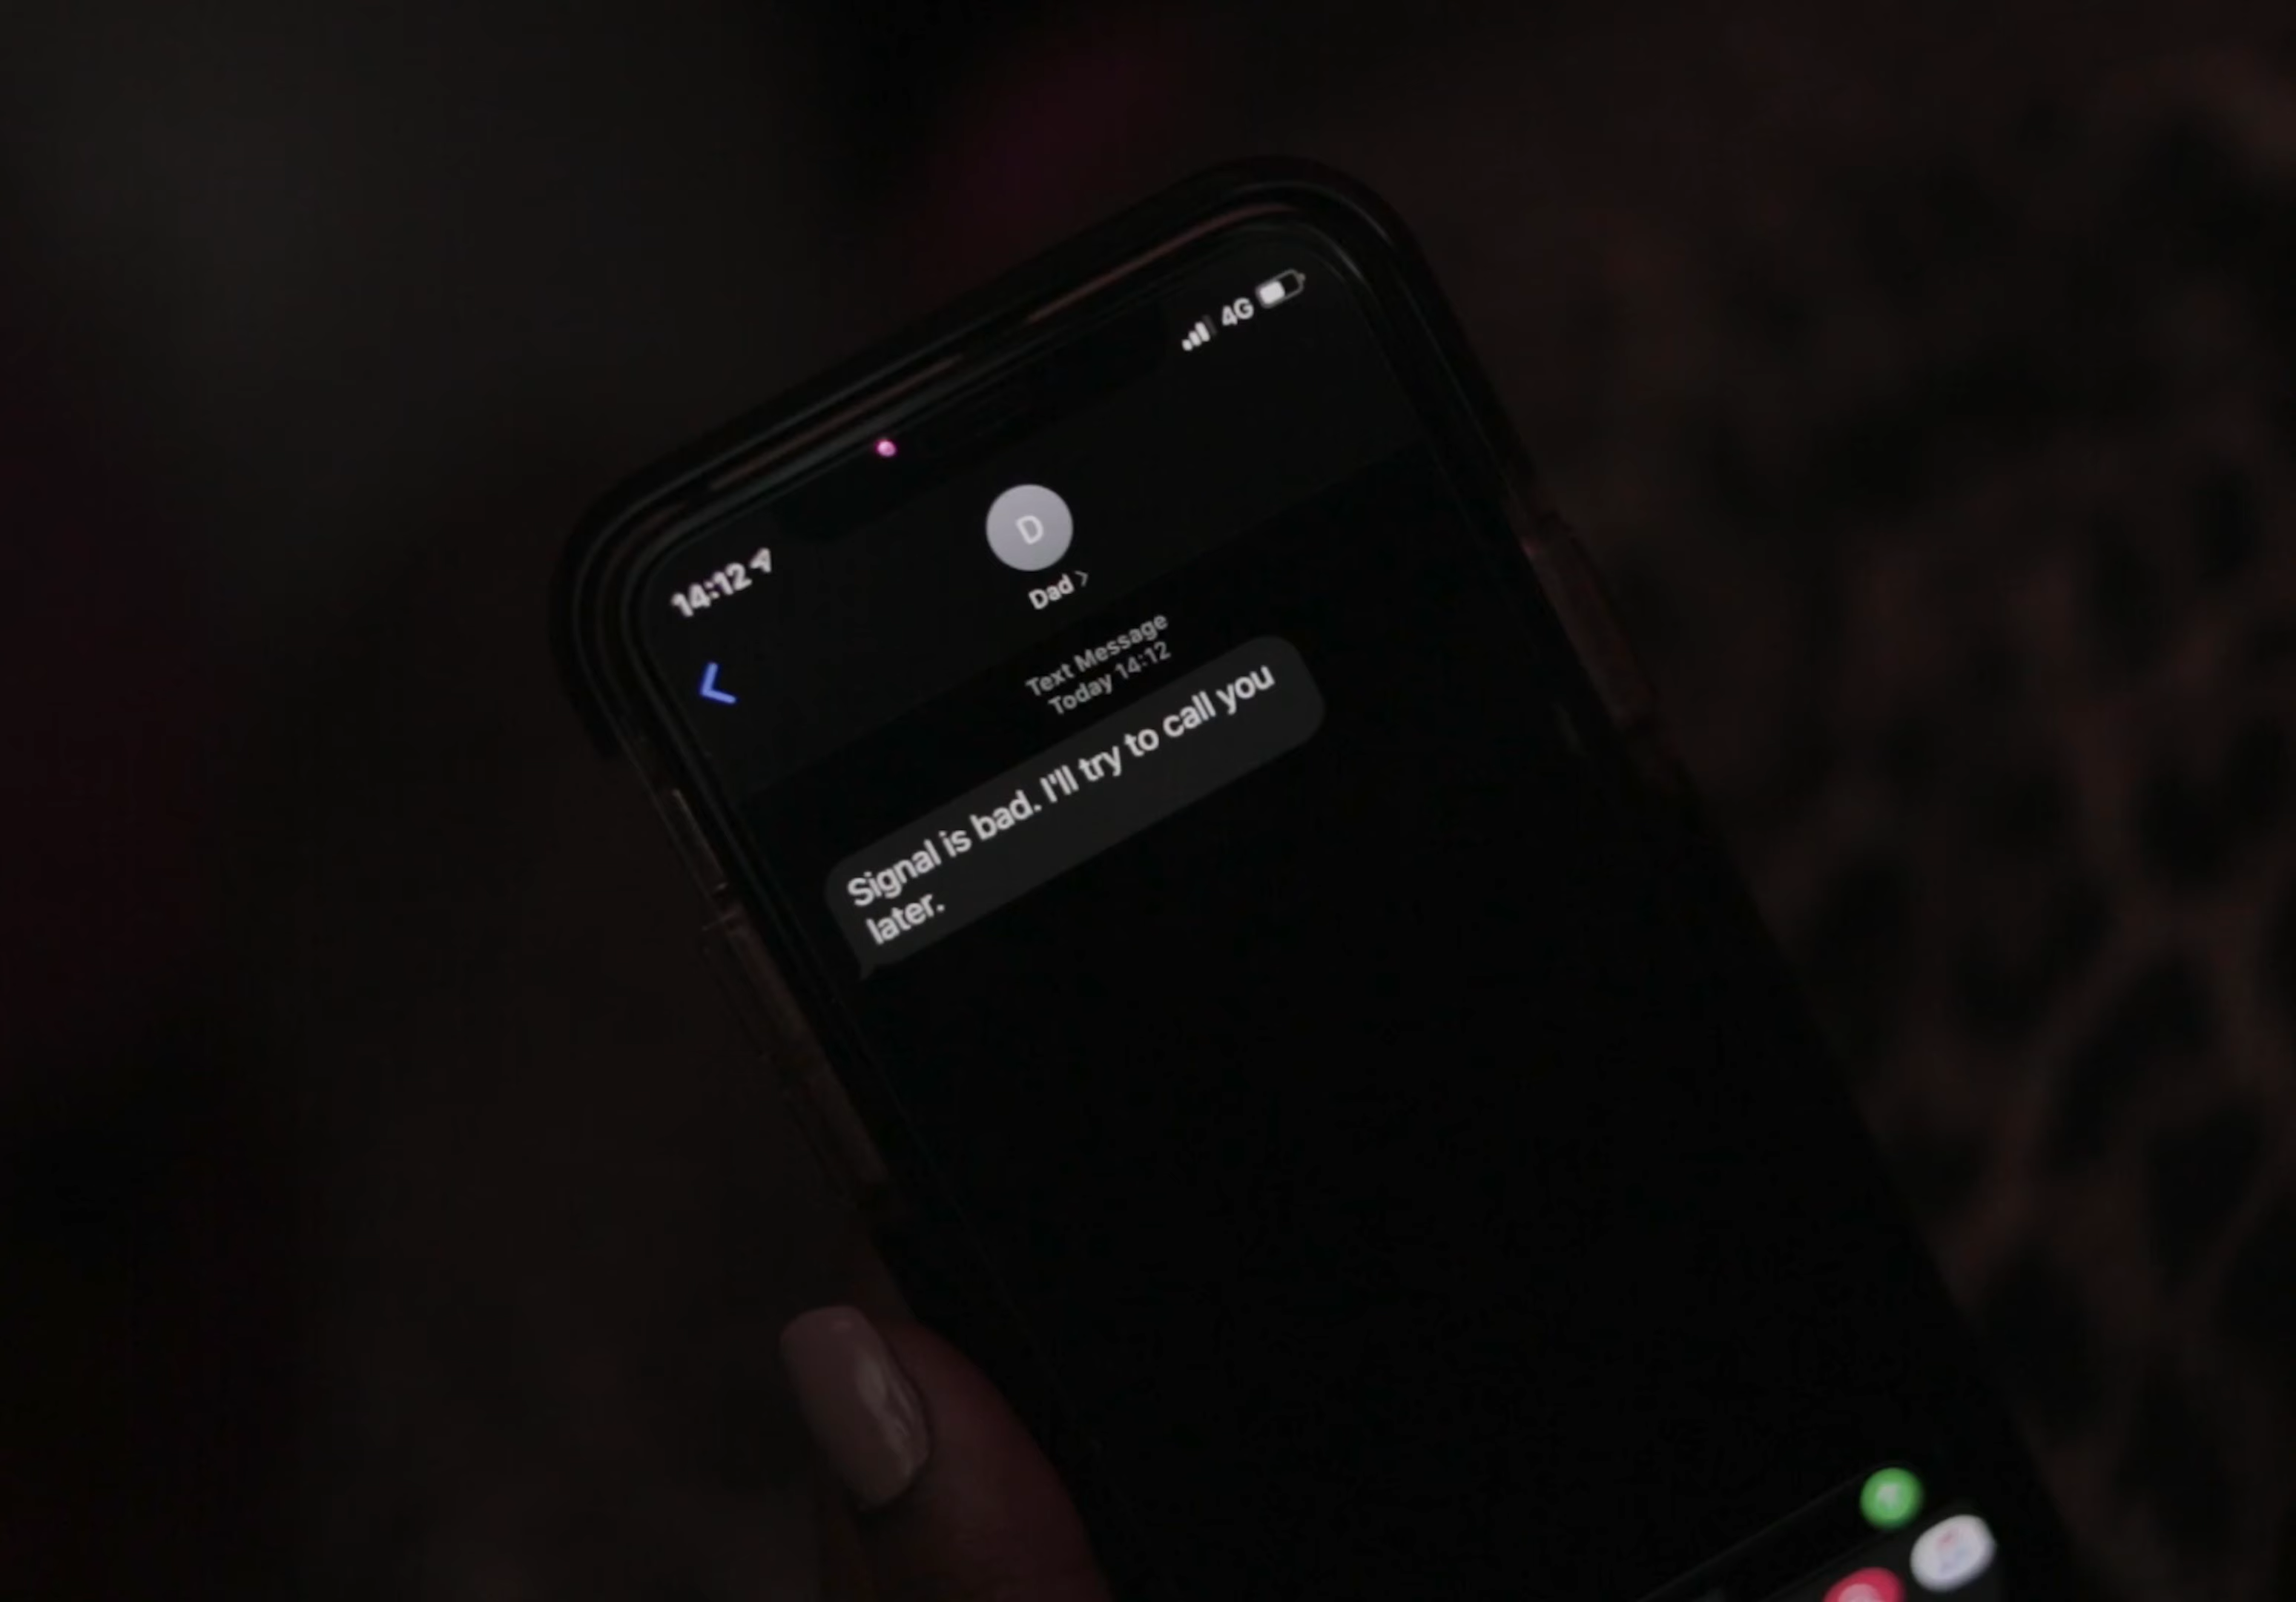 14:12
4G
D
Dad
Text Message
Today 14:12
Signal is bad. I'll try to call you
later.